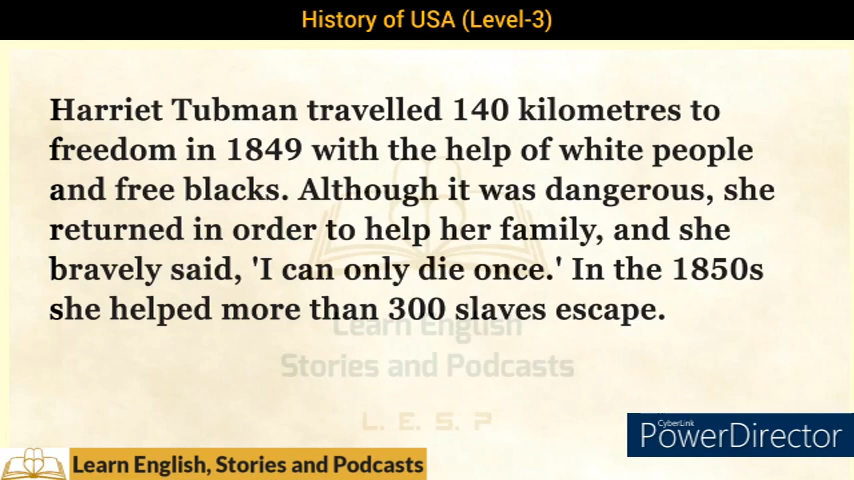 History of USA (Level-3)
Harriet Tubman travelled 140 kilometres to
freedom in 1849 with the help of white people
and free blacks. Although it was dangerous, she
returned in order to help her family, and she
bravely said, 'I can only die once.' In the 1850s
she helped more than 300 slaves escape.
Learn English
Stories and Podcasts
L. E. S. P
CyberLink
PowerDirector
Learn English, Stories and Podcasts